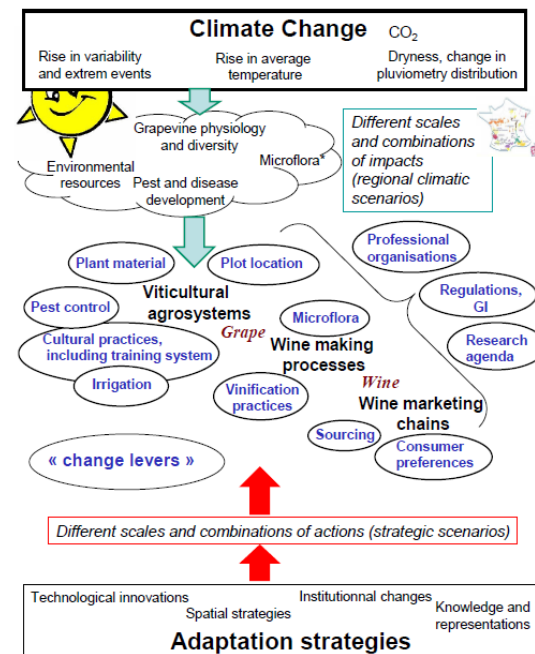 Climate Change CO2
Rise in variability
and extrem events
Rise in average
temperature
Dryness, change in
pluviometry distribution
Grapevine physiology
and diversity
Microflora*
Environmental
resources
Pest and disease
development
Different scales
and combinations
of impacts
(regional climatic
scenarios)
Professional
organisations
Plant material
Plot location
Regulations,
GI
Pest control
Viticultural
agrosystems
Grape
Microflora
Research
agenda
Cultural practices,
including training system
Wine making
processes
Irrigation
Wine
Vinification
practices
Wine marketing
chains
Sourcing
Consumer
preferences
« change levers »
Different scales and combinations of actions (strategic scenarios)
Technological innovations
Spatial strategies
Institutionnal changes
Knowledge and
representations
Adaptation strategies